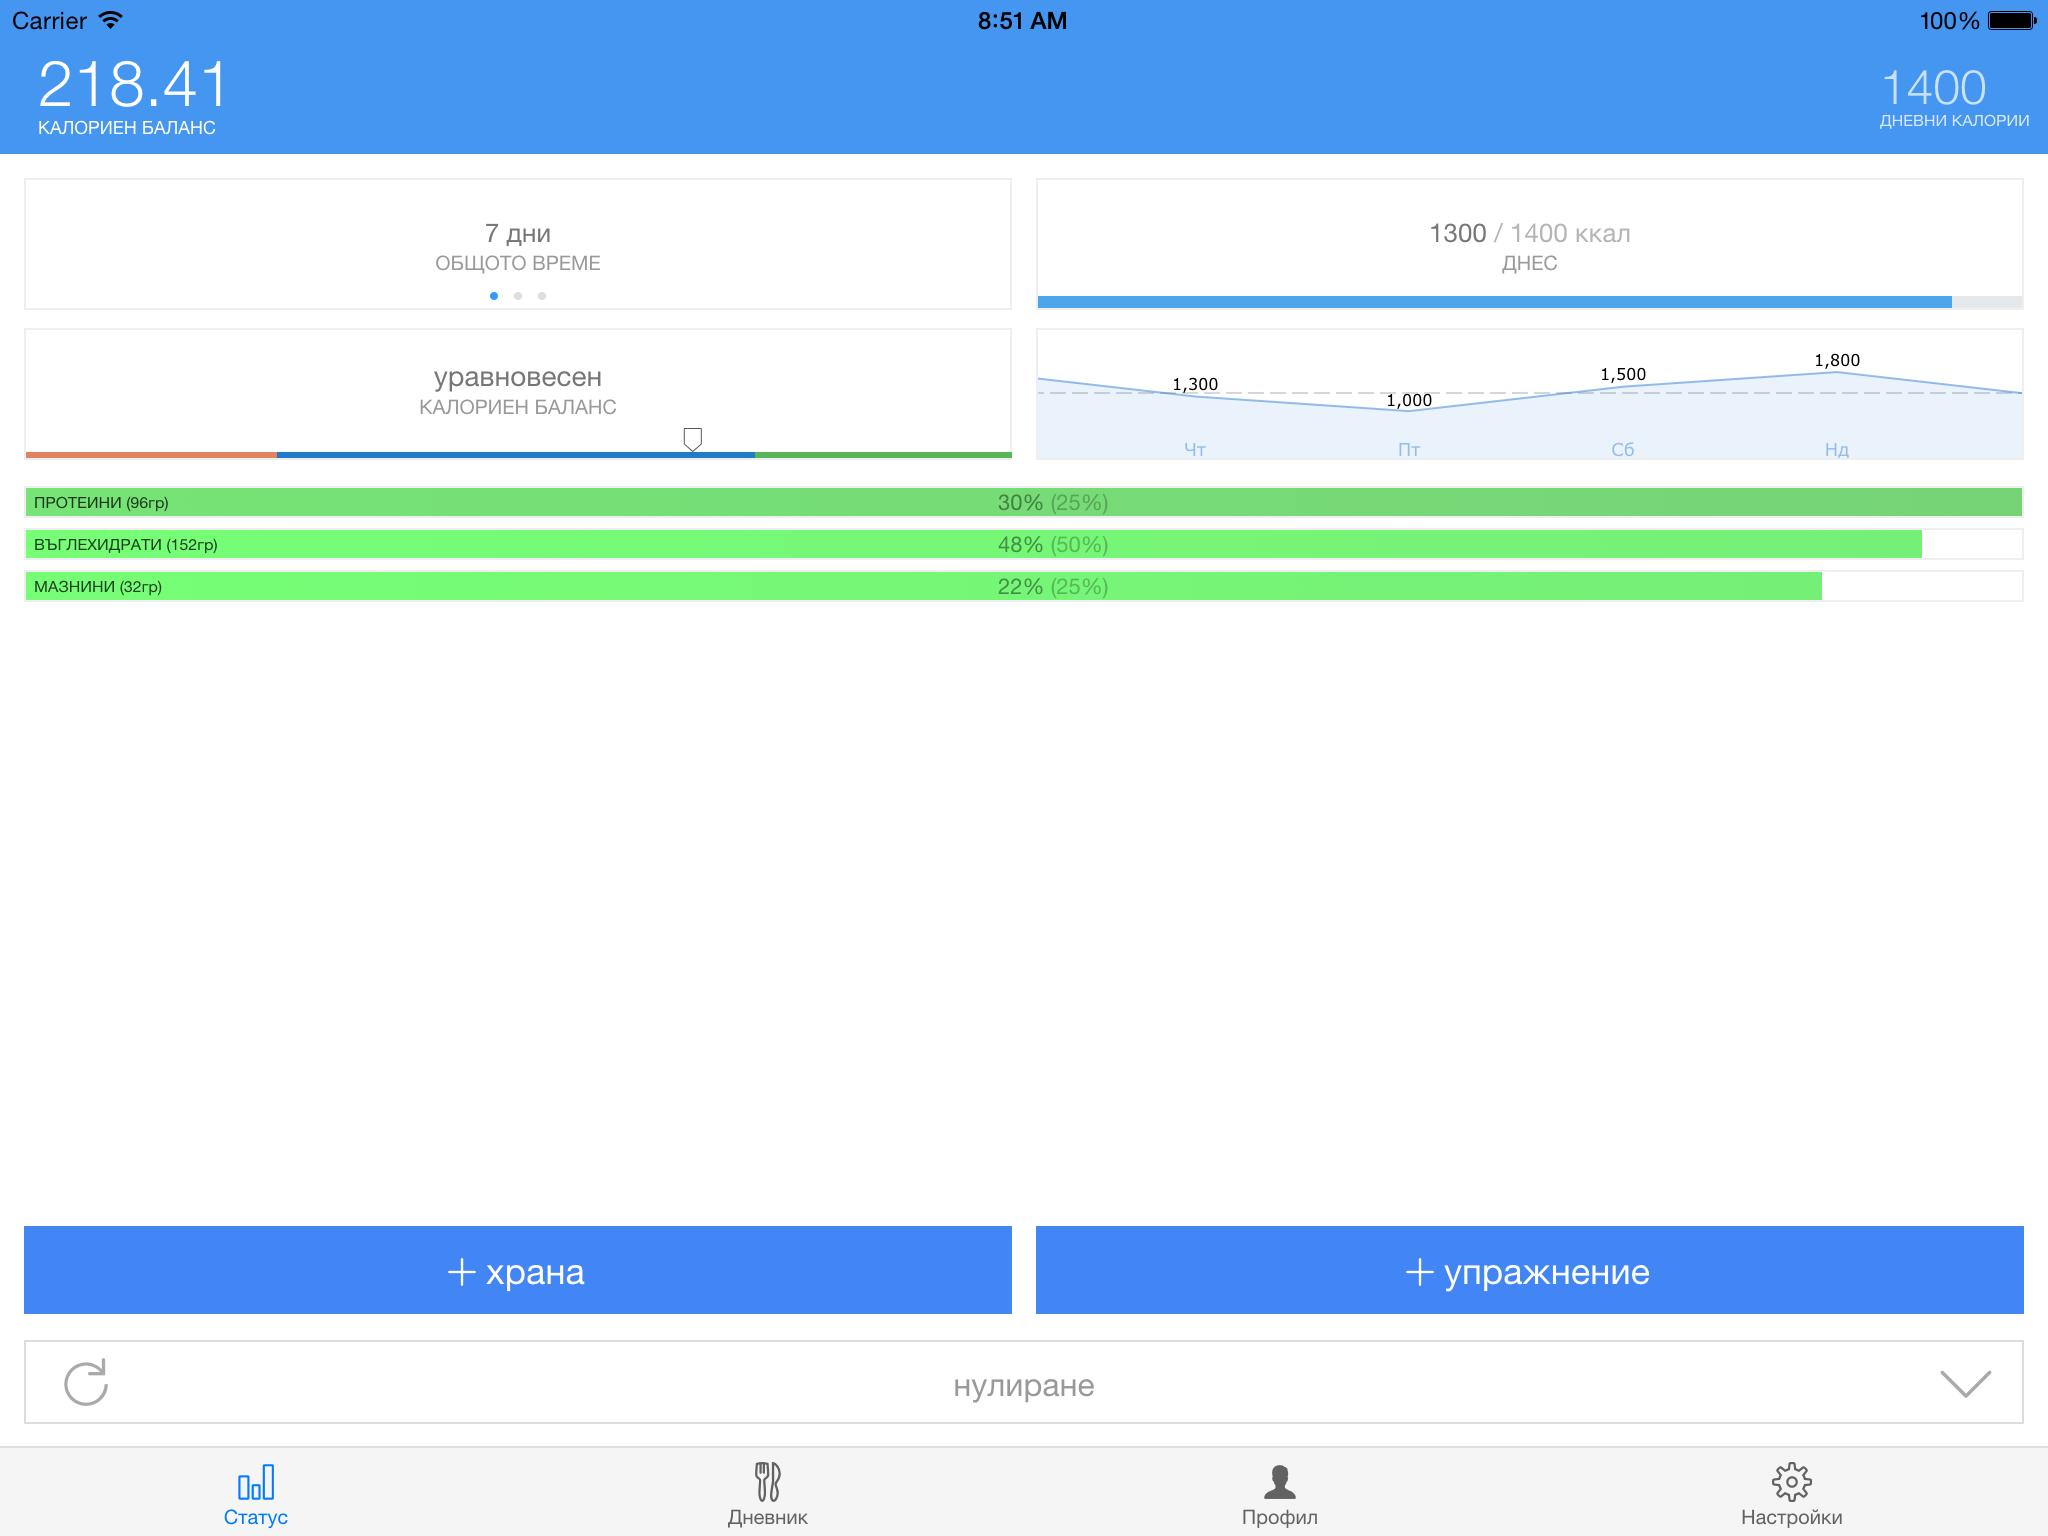 Carrier
8:51 AM
100%
218.41
КАЛОРИЕН БАЛАНС
1400
ДНЕВНИ КАЛОРИИ
7 дни
ОБЩОТО ВРЕМЕ
1300 / 1400 ккал
ДНЕС
уравновесен
КАЛОРИЕН БАЛАНС
1,300
1,000
1,500
1,800
Чт
Пт
Сб
Нд
ПРОТЕИНИ (96гр)
30% (25%)
ВЪГЛЕХИДРАТИ (152гр)
48% (50%)
МАЗНИНИ (32гр)
22% (25%)
+ храна
+ упражнение
нулиране
Статус
Дневник
Профил
Настройки